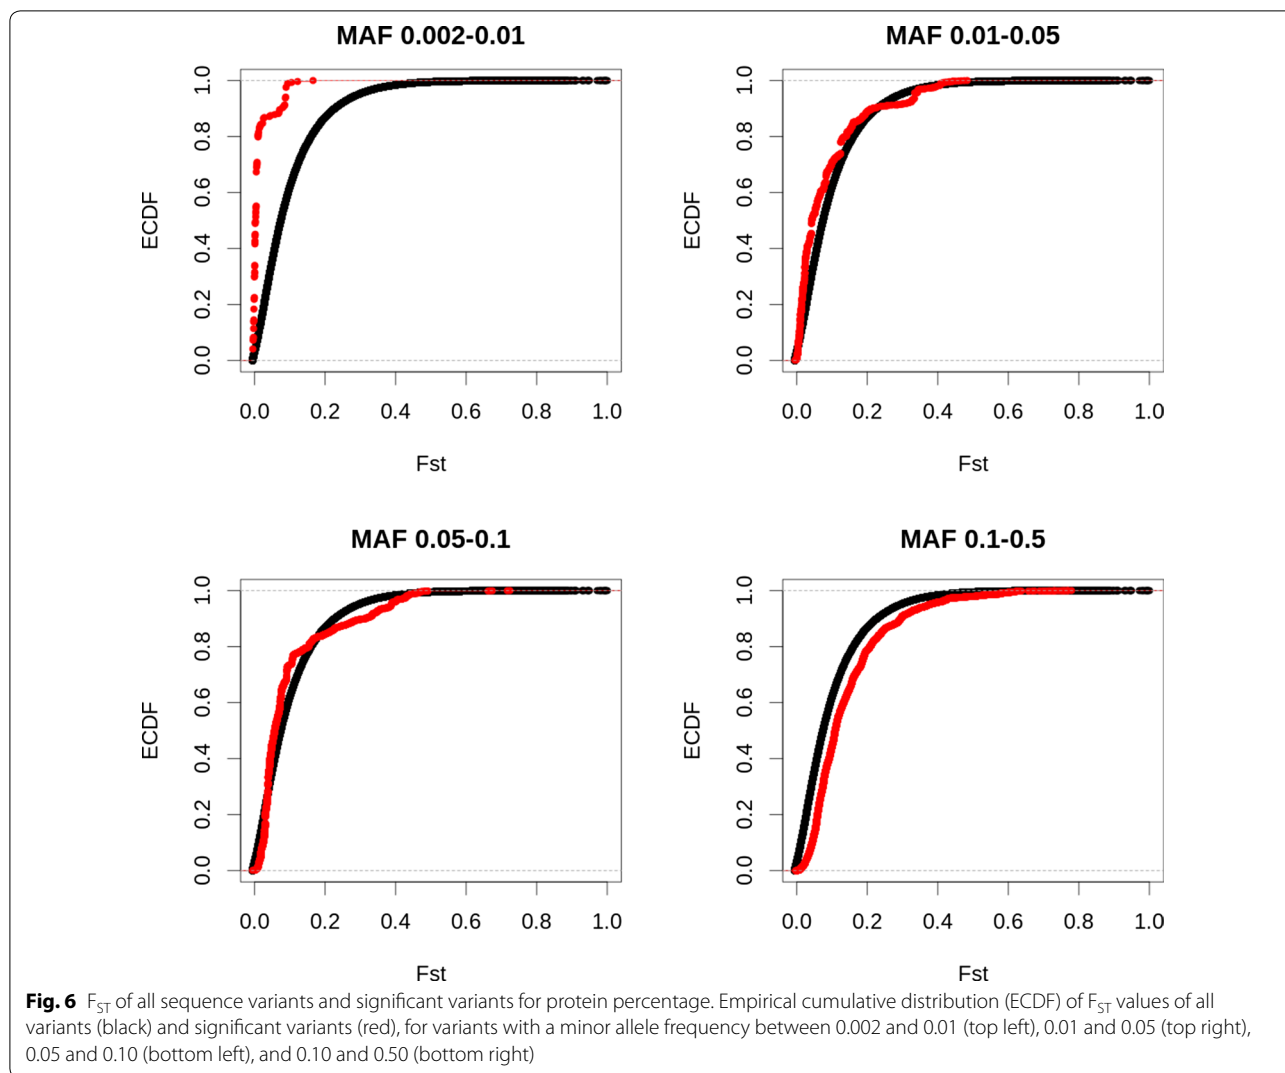 MAF 0.002-0.01
ECDF
1.0
0.8
0.6
0.4
0.2
0.0
0.0 0.2 0.4 0.6 0.8 1.0
Fst
MAF 0.01-0.05
ECDF
1.0
0.8
0.6
0.4
0.2
0.0
0.0 0.2 0.4 0.6 0.8 1.0
Fst
MAF 0.05-0.1
ECDF
1.0
0.8
0.6
0.4
0.2
0.0
0.0 0.2 0.4 0.6 0.8 1.0
Fst
MAF 0.1-0.5
ECDF
1.0
0.8
0.6
0.4
0.2
0.0
0.0 0.2 0.4 0.6 0.8 1.0
Fst
Fig. 6 FST of all sequence variants and significant variants for protein percentage. Empirical cumulative distribution (ECDF) of FST values of all
variants (black) and significant variants (red), for variants with a minor allele frequency between 0.002 and 0.01 (top left), 0.01 and 0.05 (top right),
0.05 and 0.10 (bottom left), and 0.10 and 0.50 (bottom right)